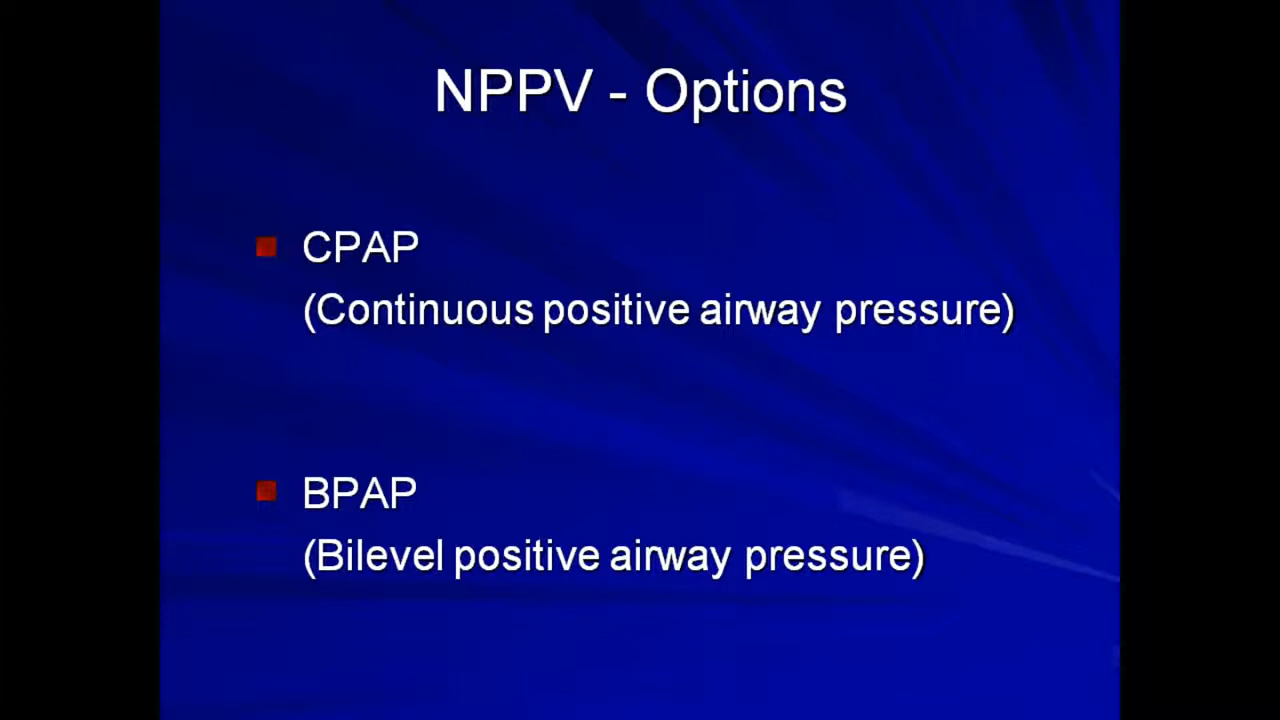 NPPV - Options
CPAP
(Continuous positive airway pressure)
BPAP
(Bilevel positive airway pressure)